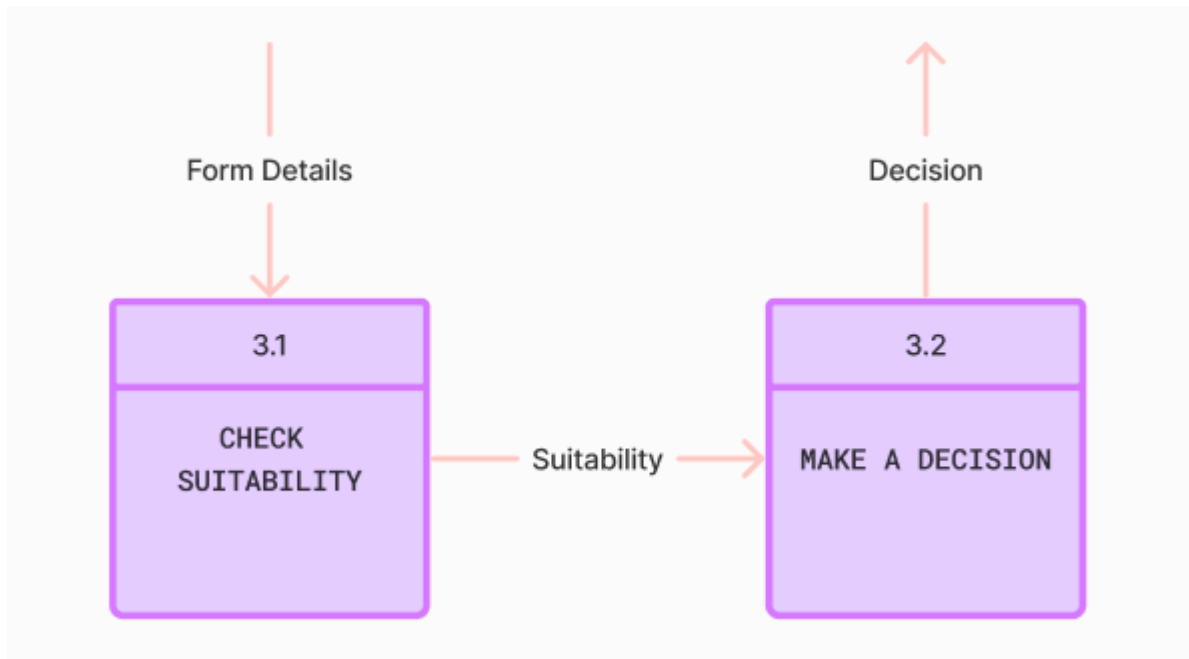 Form Details
Decision
3.1
3.2
CHECK
SUITABILITY
Suitability
MAKE A DECISION